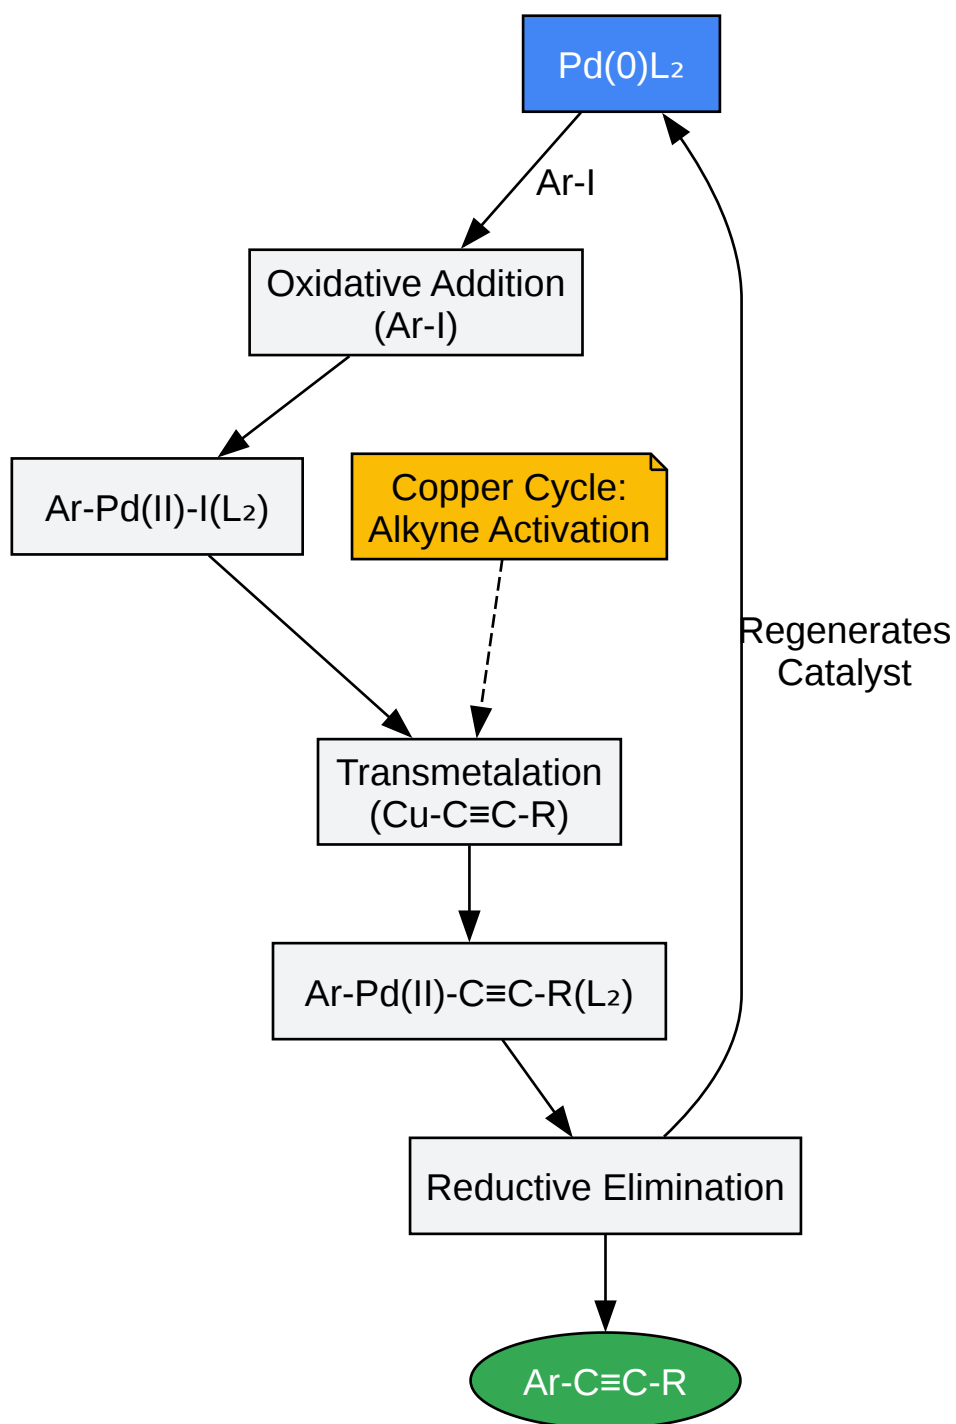 Pd(0)L₂
Ar-I
Oxidative Addition
(Ar-I)
Ar-Pd(II)-I(L₂)
Copper Cycle:
Alkyne Activation
Regenerates
Catalyst
Transmetalation
(Cu-C≡C-R)
Ar-Pd(II)-C≡C-R(L₂)
Reductive Elimination
Ar-C≡C-R